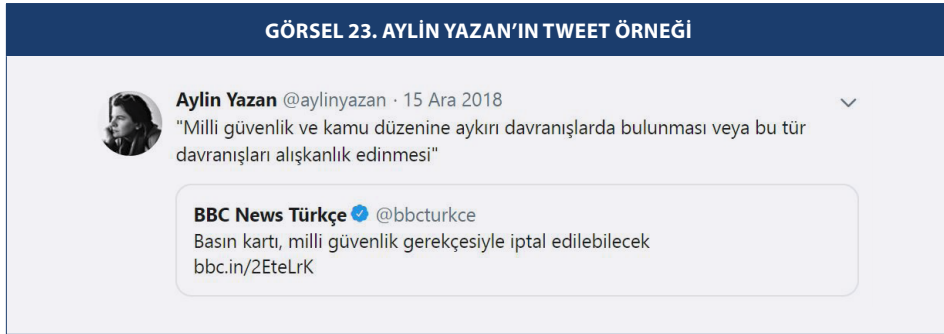 GÖRSEL 23. AYLİN YAZAN’IN TWEET ÖRNEĞİ
Aylin Yazan @aylinyazan · 15 Ara 2018
"Milli güvenlik ve kamu düzenine aykırı davranışlarda bulunması veya bu tür
davranışları alışkanlık edinmesi"
BBC News Türkçe @bbcturkce
Basın kartı, milli güvenlik gerekçesiyle iptal edilebilecek
bbc.in/2EteLrK